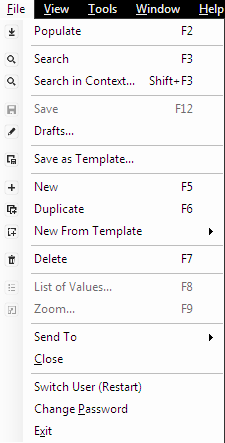 File View Tools Window Help
Populate F2
Search F3
Search in Context... Shift+F3
Save F12
Drafts...
Save as Template...
New F5
Duplicate F6
New From Template
Delete F7
List of Values... F8
Zoom... F9
Send To
Close
Switch User (Restart)
Change Password
Exit